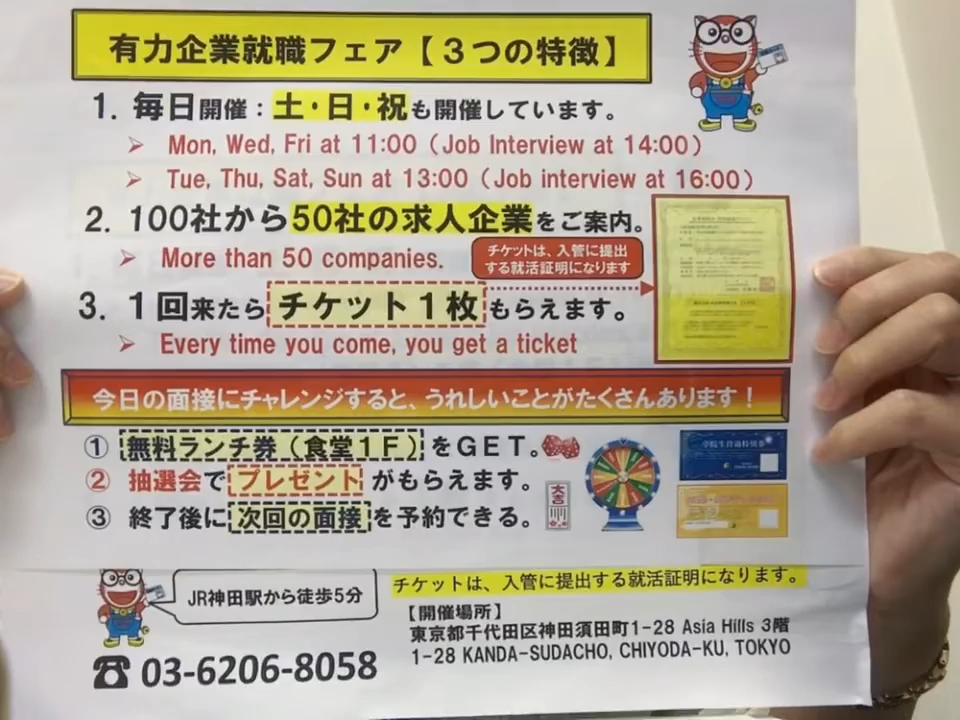 有力企業就職フェア【３つの特徴】
1. 毎日開催：土・日・祝も開催しています。
➢ Mon, Wed, Fri at 11:00（Job Interview at 14:00）
➢ Tue, Thu, Sat, Sun at 13:00（Job interview at 16:00）
2. 100社から50社の求人企業をご案内。
➢ More than 50 companies.
チケットは、入管に提出
する就活証明になります
3. １回来たらチケット１枚もらえます。
➢ Every time you come, you get a ticket
今日の面接にチャレンジすると、うれしいことがたくさんあります！
① 無料ランチ券（食堂１Ｆ）をＧＥＴ。
② 抽選会でプレゼントがもらえます。
大吉
③ 終了後に次回の面接を予約できる。
JR神田駅から徒歩5分
☎ 03-6206-8058
チケットは、入管に提出する就活証明になります。
【開催場所】
東京都千代田区神田須田町1-28 Asia Hills 3階
1-28 KANDA-SUDACHO, CHIYODA-KU, TOKYO